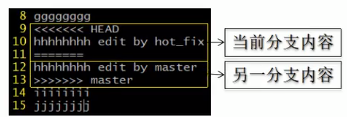 8 gggggggg
9 <<<<<<< HEAD
10 hhhhhhhh edit by hot_fix
11 =======
12 hhhhhhhh edit by master
13 >>>>>>> master
14 iiiiiiii
15 jjjjjjjj
当前分支内容
另一分支内容